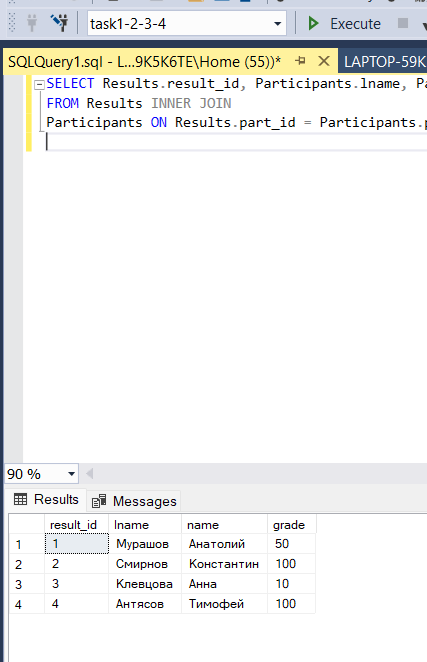 task1-2-3-4 Execute
SQLQuery1.sql - L...9K5K6TE\Home (55))* LAPTOP-59K
SELECT Results.result_id, Participants.lname, Pa
FROM Results INNER JOIN
Participants ON Results.part_id = Participants.p
90 %
Results Messages
result_id lname name grade
1 1 Мурашов Анатолий 50
2 2 Смирнов Константин 100
3 3 Клевцова Анна 10
4 4 Антясов Тимофей 100